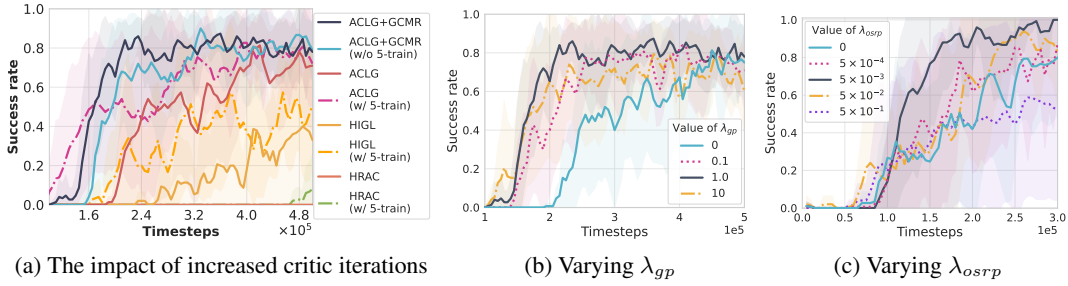 Success rate
1.0
0.8
0.6
0.4
0.2
0.0
1.6
2.4
3.2
4.0
4.8
Timesteps
×10⁵
ACLG+GCMR
ACLG+GCMR
(w/o 5-train)
ACLG
ACLG
(w/ 5-train)
HIGL
HIGL
(w/ 5-train)
HRAC
HRAC
(w/ 5-train)
(a) The impact of increased critic iterations
Success rate
1.0
0.8
0.6
0.4
0.2
0.0
1
2
3
4
5
Timesteps
1e5
Value of λgp
0
0.1
1.0
10
(b) Varying λgp
Success rate
1.0
0.8
0.6
0.4
0.2
0.0
0.0
0.5
1.0
1.5
2.0
2.5
3.0
Timesteps
1e5
Value of λosrp
0
5 × 10⁻⁴
5 × 10⁻³
5 × 10⁻²
5 × 10⁻¹
(c) Varying λosrp